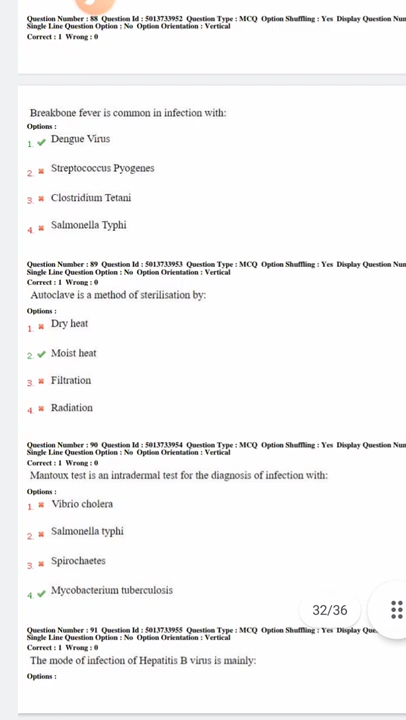 Question Number : 88 Question Id : 5013733952 Question Type : MCQ Option Shuffling : Yes Display Question Num
Single Line Question Option : No Option Orientation : Vertical
Correct : 1 Wrong : 0
Breakbone fever is common in infection with:
Options :
1. Dengue Virus
2. Streptococcus Pyogenes
3. Clostridium Tetani
4. Salmonella Typhi
Question Number : 89 Question Id : 5013733953 Question Type : MCQ Option Shuffling : Yes Display Question Num
Single Line Question Option : No Option Orientation : Vertical
Correct : 1 Wrong : 0
Autoclave is a method of sterilisation by:
Options :
1. Dry heat
2. Moist heat
3. Filtration
4. Radiation
Question Number : 90 Question Id : 5013733954 Question Type : MCQ Option Shuffling : Yes Display Question Num
Single Line Question Option : No Option Orientation : Vertical
Correct : 1 Wrong : 0
Mantoux test is an intradermal test for the diagnosis of infection with:
Options :
1. Vibrio cholera
2. Salmonella typhi
3. Spirochaetes
4. Mycobacterium tuberculosis
32/36
Question Number : 91 Question Id : 5013733955 Question Type : MCQ Option Shuffling : Yes Display Que
Single Line Question Option : No Option Orientation : Vertical
Correct : 1 Wrong : 0
The mode of infection of Hepatitis B virus is mainly:
Options :